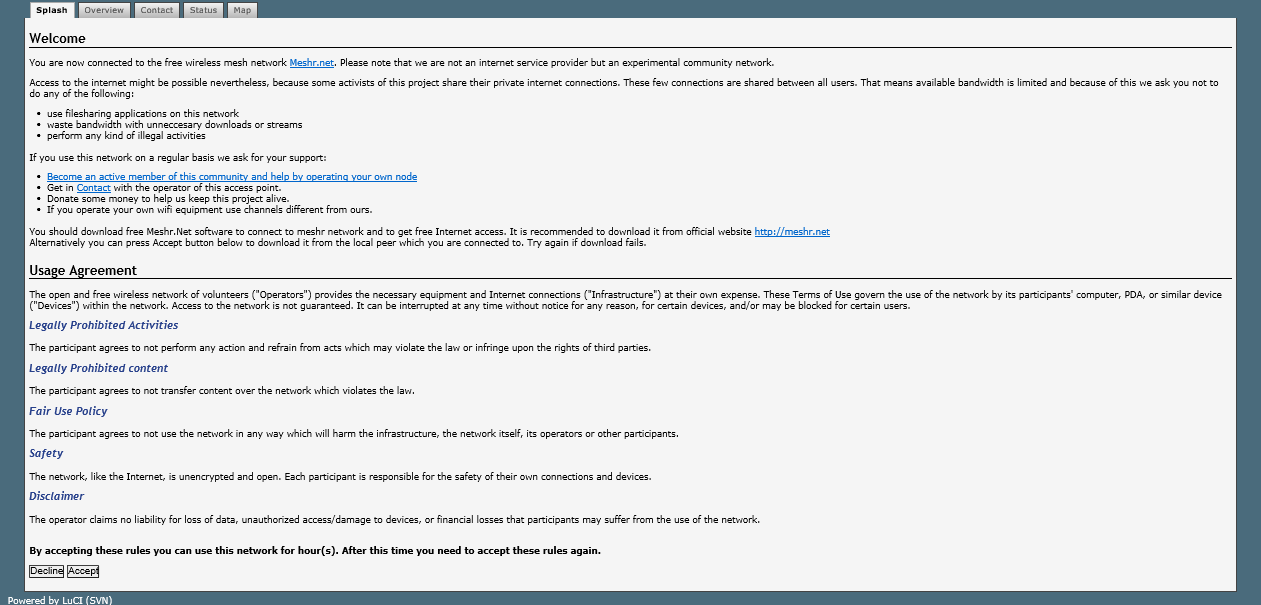 Splash Overview Contact Status Map
Welcome
You are now connected to the free wireless mesh network Meshr.net. Please note that we are not an internet service provider but an experimental community network.
Access to the internet might be possible nevertheless, because some activists of this project share their private internet connections. These few connections are shared between all users. That means available bandwidth is limited and because of this we ask you not to
do any of the following:
• use filesharing applications on this network
• waste bandwidth with unneccesary downloads or streams
• perform any kind of illegal activities
If you use this network on a regular basis we ask for your support:
• Become an active member of this community and help by operating your own node
• Get in Contact with the operator of this access point.
• Donate some money to help us keep this project alive.
• If you operate your own wifi equipment use channels different from ours.
You should download free Meshr.Net software to connect to meshr network and to get free Internet access. It is recommended to download it from official website http://meshr.net
Alternatively you can press Accept button below to download it from the local peer which you are connected to. Try again if download fails.
Usage Agreement
The open and free wireless network of volunteers ("Operators") provides the necessary equipment and Internet connections ("Infrastructure") at their own expense. These Terms of Use govern the use of the network by its participants' computer, PDA, or similar device
("Devices") within the network. Access to the network is not guaranteed. It can be interrupted at any time without notice for any reason, for certain devices, and/or may be blocked for certain users.
Legally Prohibited Activities
The participant agrees to not perform any action and refrain from acts which may violate the law or infringe upon the rights of third parties.
Legally Prohibited content
The participant agrees to not transfer content over the network which violates the law.
Fair Use Policy
The participant agrees to not use the network in any way which will harm the infrastructure, the network itself, its operators or other participants.
Safety
The network, like the Internet, is unencrypted and open. Each participant is responsible for the safety of their own connections and devices.
Disclaimer
The operator claims no liability for loss of data, unauthorized access/damage to devices, or financial losses that participants may suffer from the use of the network.
By accepting these rules you can use this network for hour(s). After this time you need to accept these rules again.
Decline Accept
Powered by LuCI (SVN)